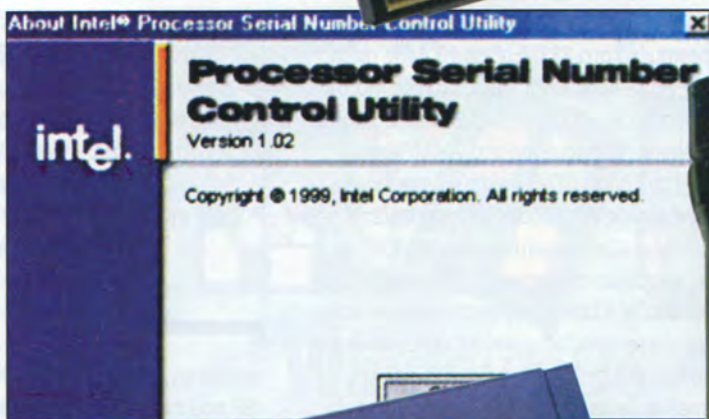 About Intel® Processor Serial Number Control Utility
intel.
Processor Serial Number
Control Utility
Version 1.02
Copyright © 1999, Intel Corporation. All rights reserved.